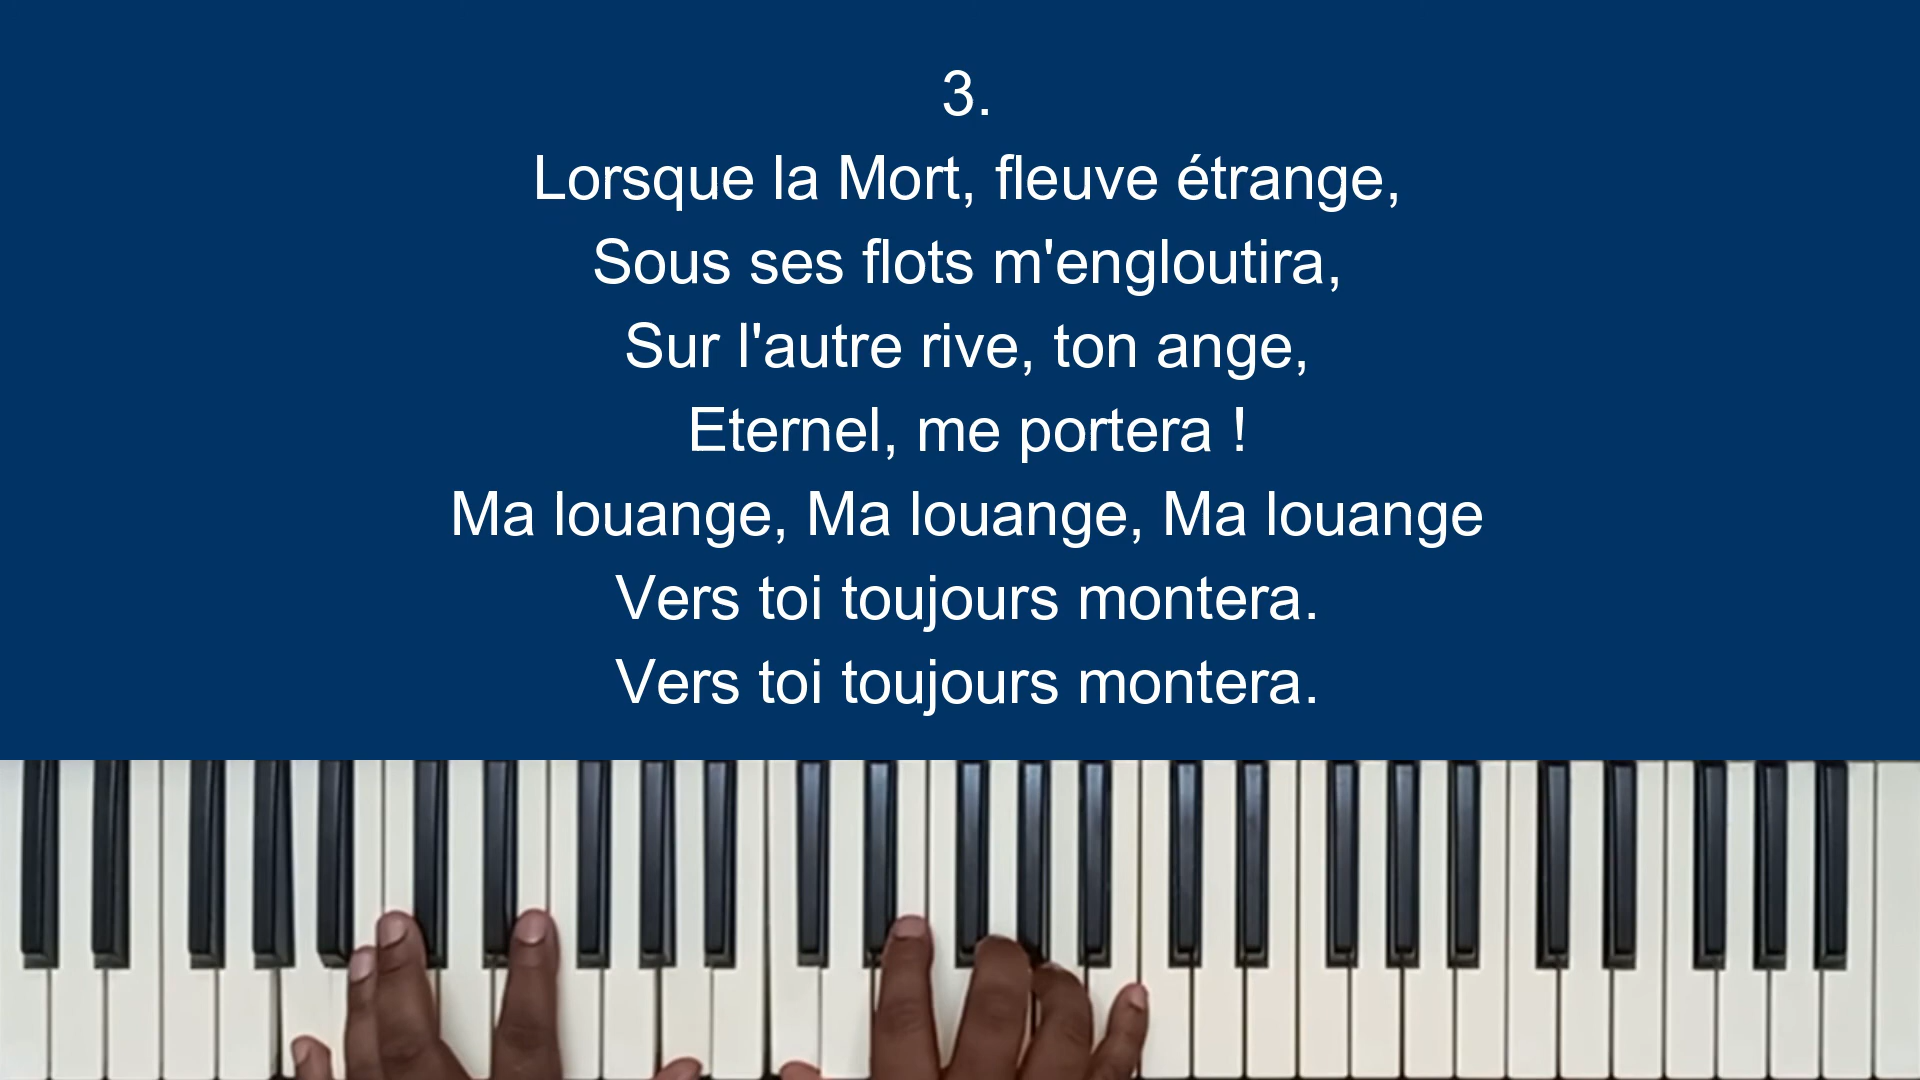 3.
Lorsque la Mort, fleuve étrange,
Sous ses flots m'engloutira,
Sur l'autre rive, ton ange,
Eternel, me portera !
Ma louange, Ma louange, Ma louange
Vers toi toujours montera.
Vers toi toujours montera.